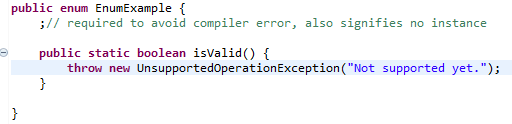 public enum EnumExample {
;// required to avoid compiler error, also signifies no instance
public static boolean isValid() {
throw new UnsupportedOperationException("Not supported yet.");
}
}